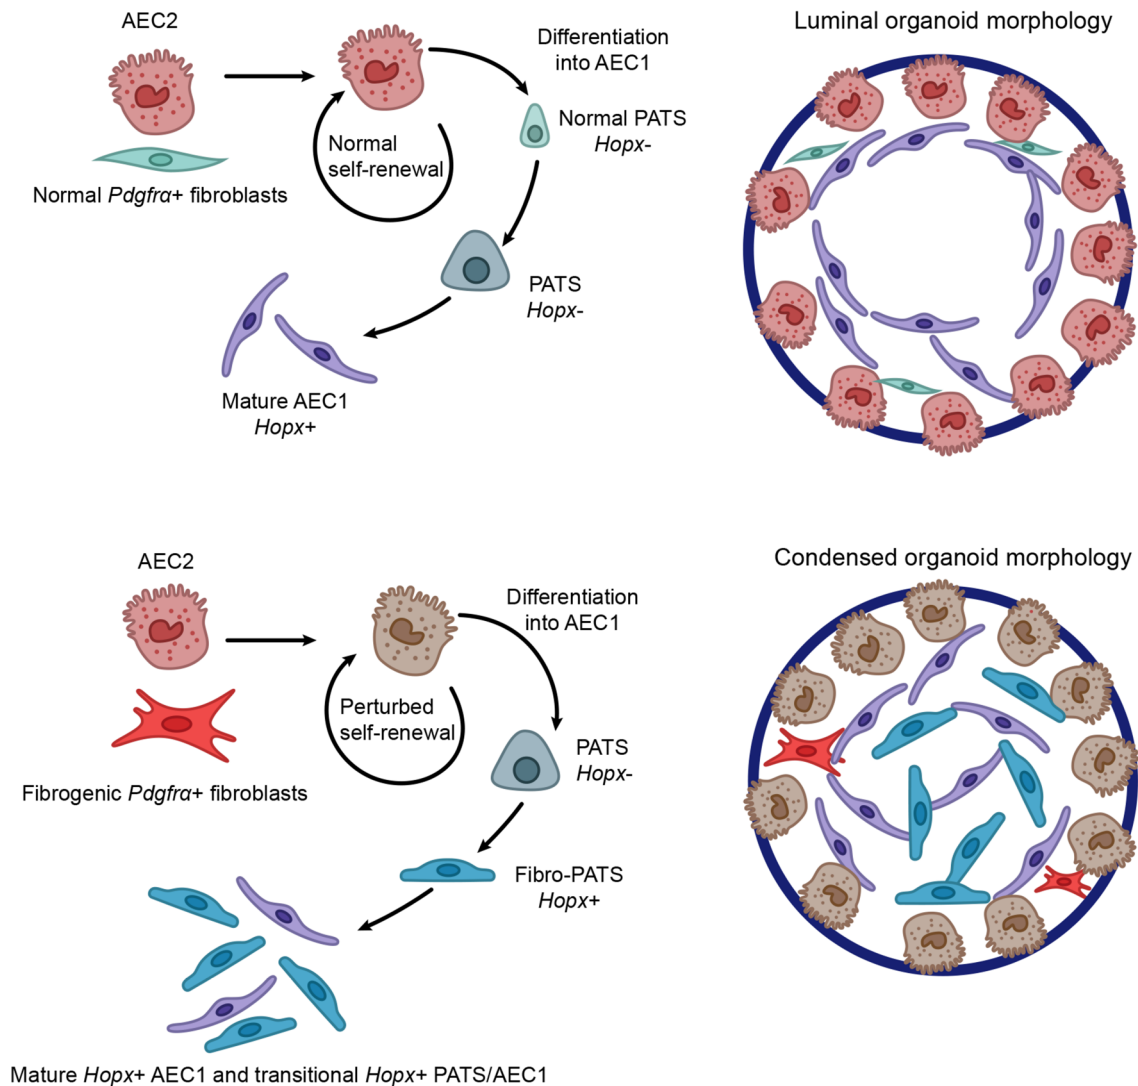 AEC2
Normal Pdgfrα+ fibroblasts
Normal
self-renewal
Differentiation
into AEC1
Normal PATS
Hopx-
PATS
Hopx-
Mature AEC1
Hopx+
Luminal organoid morphology
AEC2
Fibrogenic Pdgfrα+ fibroblasts
Perturbed
self-renewal
Differentiation
into AEC1
PATS
Hopx-
Fibro-PATS
Hopx+
Mature Hopx+ AEC1 and transitional Hopx+ PATS/AEC1
Condensed organoid morphology